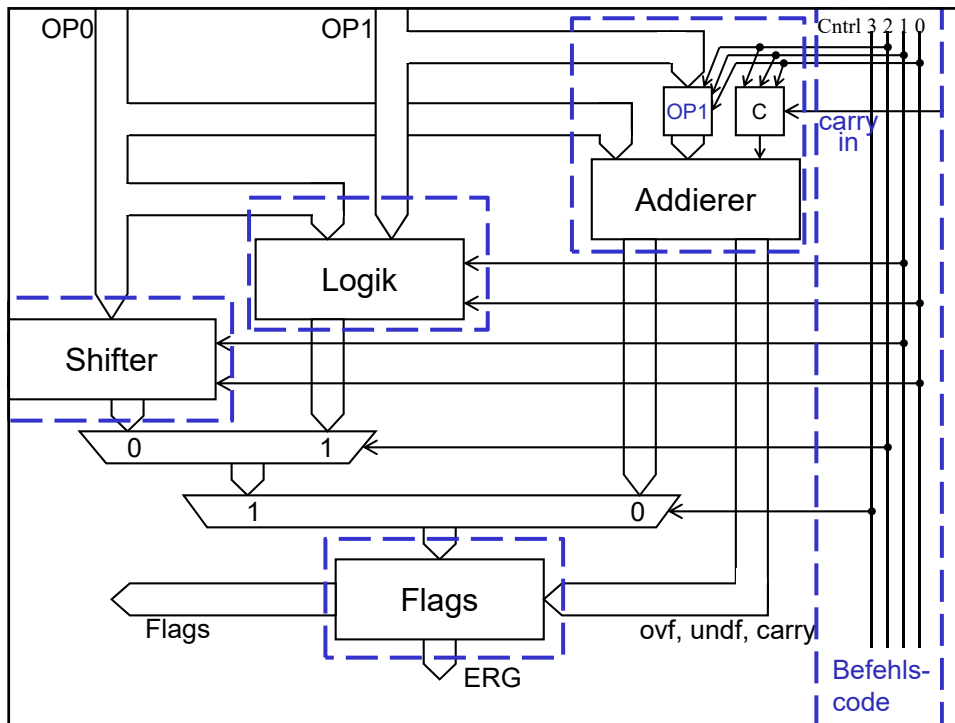 OP0
OP1
Cntrl 3 2 1 0
OP1
C
carry
in
Addierer
Logik
Shifter
0
1
1
0
Flags
Flags
ovf, undf, carry
ERG
Befehls-
code